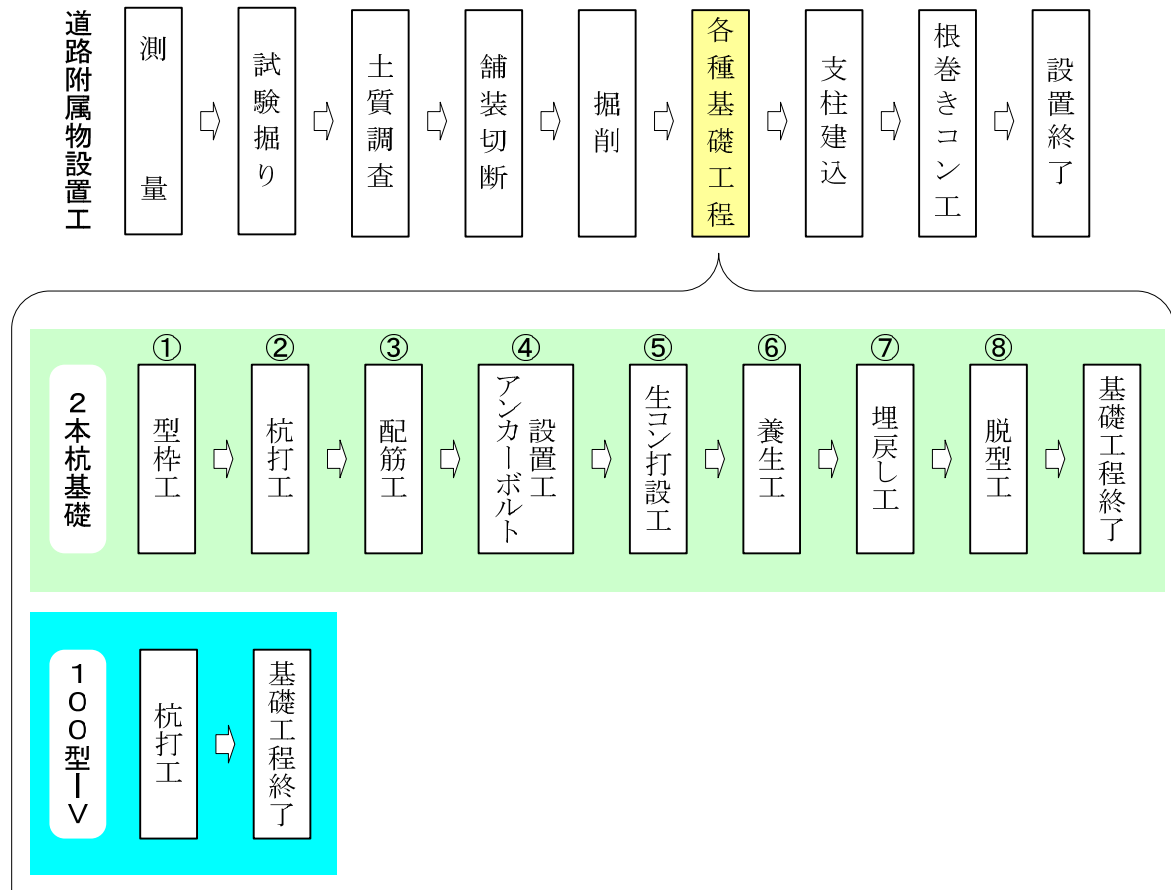 道路附属物設置工
測量
試験掘り
土質調査
舗装切断
掘削
各種基礎工程
支柱建込
根巻きコン工
設置終了
2本杭基礎
①
型枠工
②
杭打工
③
配筋工
④
アンカーボルト
設置工
⑤
生コン打設工
⑥
養生工
⑦
埋戻し工
⑧
脱型工
基礎工程終了
100型ーV
杭打工
基礎工程終了